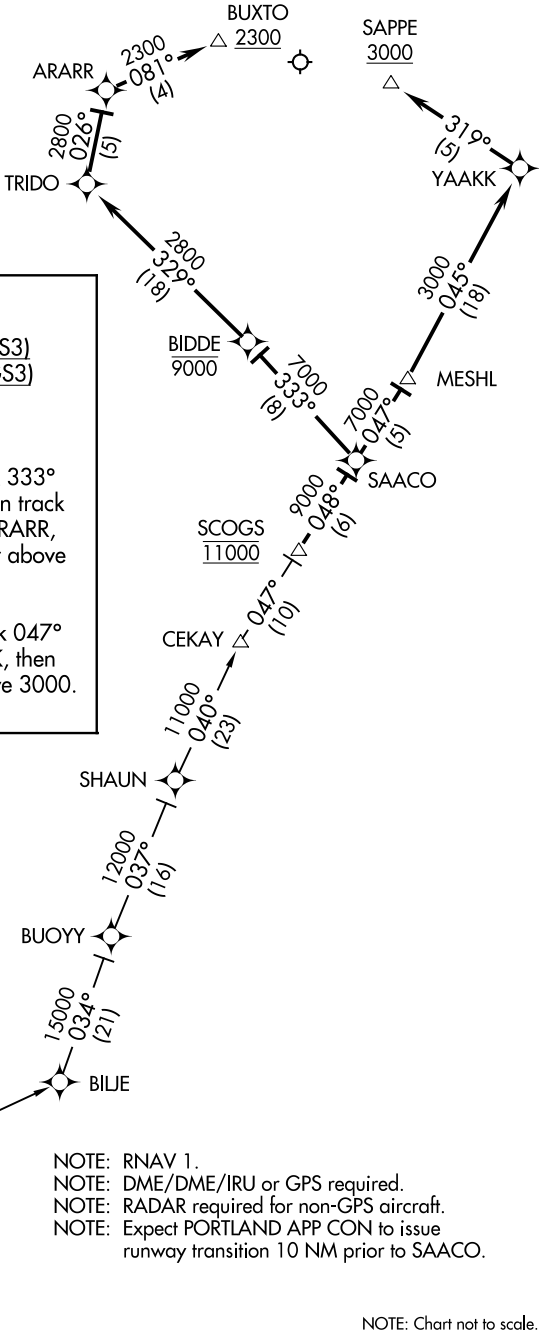 BUXTO
2300
SAPPE
3000
ARARR
2300
081°
(4)
2800
026°
(5)
TRIDO
319°
(5)
YAAKK
2800
329°
(18)
3000
045°
(18)
BIDDE
9000
7000
333°
(8)
MESHL
7000
047°
(5)
SAACO
S3)
GS3)
333°
n track
RARR,
r above
k 047°
K, then
ve 3000.
SCOGS
11000
9000
048°
(6)
047°
(10)
CEKAY
11000
040°
(23)
SHAUN
12000
037°
(16)
BUOYY
15000
034°
(21)
BILJE
NOTE: RNAV 1.
NOTE: DME/DME/IRU or GPS required.
NOTE: RADAR required for non-GPS aircraft.
NOTE: Expect PORTLAND APP CON to issue
runway transition 10 NM prior to SAACO.
NOTE: Chart not to scale.